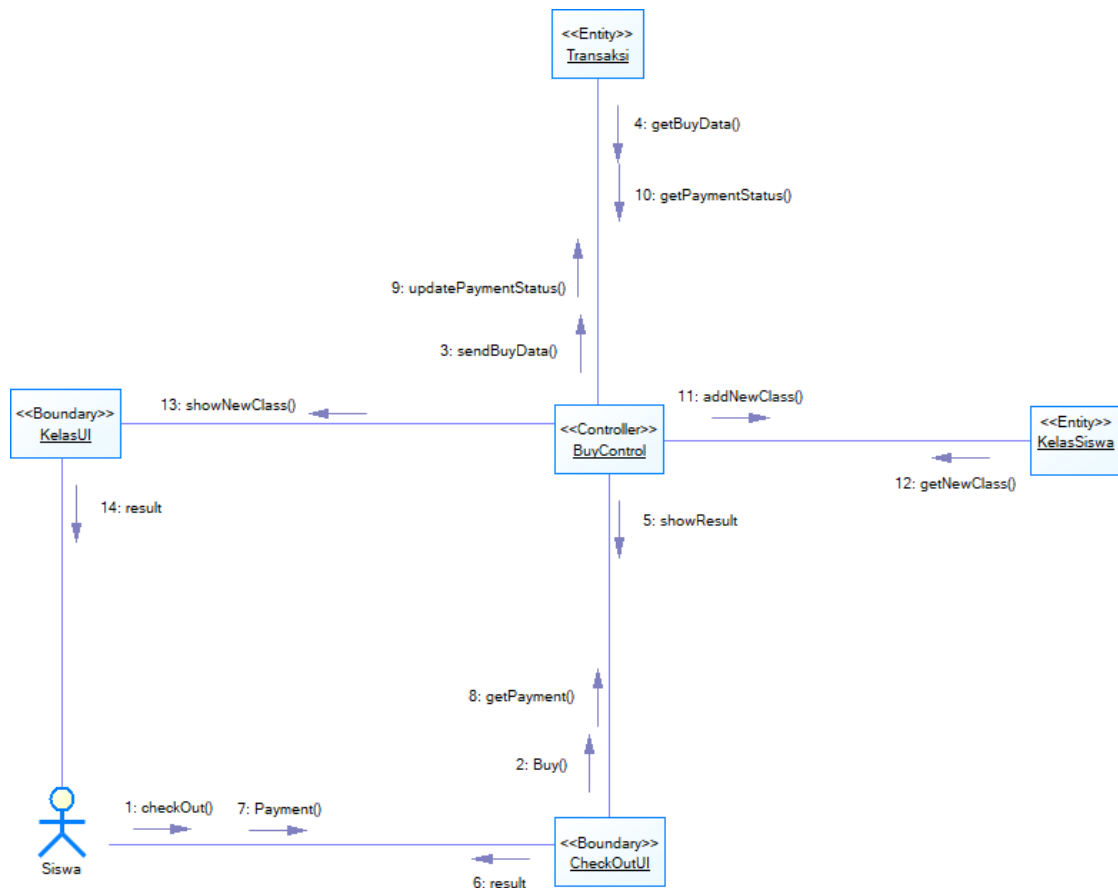 <<Entity>>
Transaksi
4: getBuyData()
10: getPaymentStatus()
9: updatePaymentStatus()
3: sendBuyData()
13: showNewClass()
11: addNewClass()
<<Boundary>>
KelasUI
<<Controller>>
BuyControl
<<Entity>>
KelasSiswa
12: getNewClass()
14: result
5: showResult
8: getPayment()
2: Buy()
1: checkOut()
7: Payment()
Siswa
<<Boundary>>
CheckOutUI
6: result